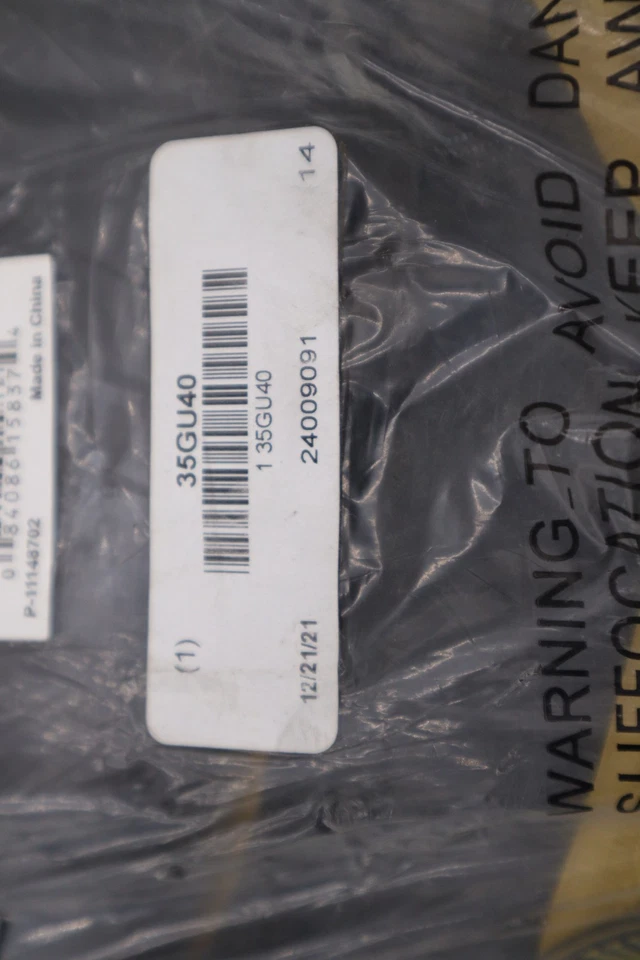 (1)
35GU40
1 35GU40
12/21/21
24009091
14
P-11148702
Made in China
WARNING-TO AVOID DAN
SUFFOCATION KEEP AW